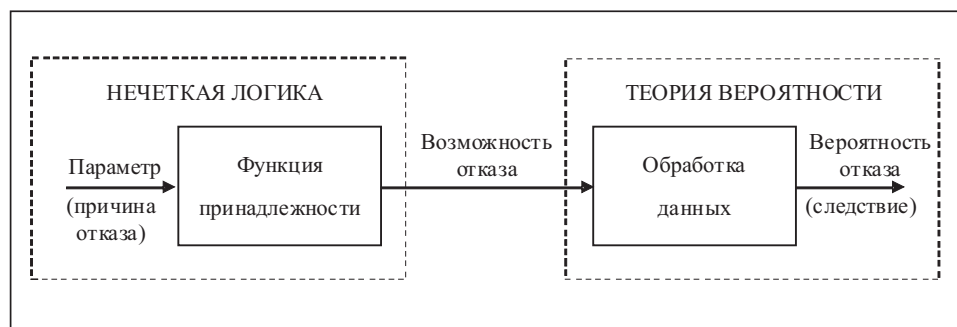 НЕЧЕТКАЯ ЛОГИКА
Параметр
(причина
отказа)
Функция
принадлежности
Возможность
отказа
ТЕОРИЯ ВЕРОЯТНОСТИ
Обработка
данных
Вероятность
отказа
(следствие)